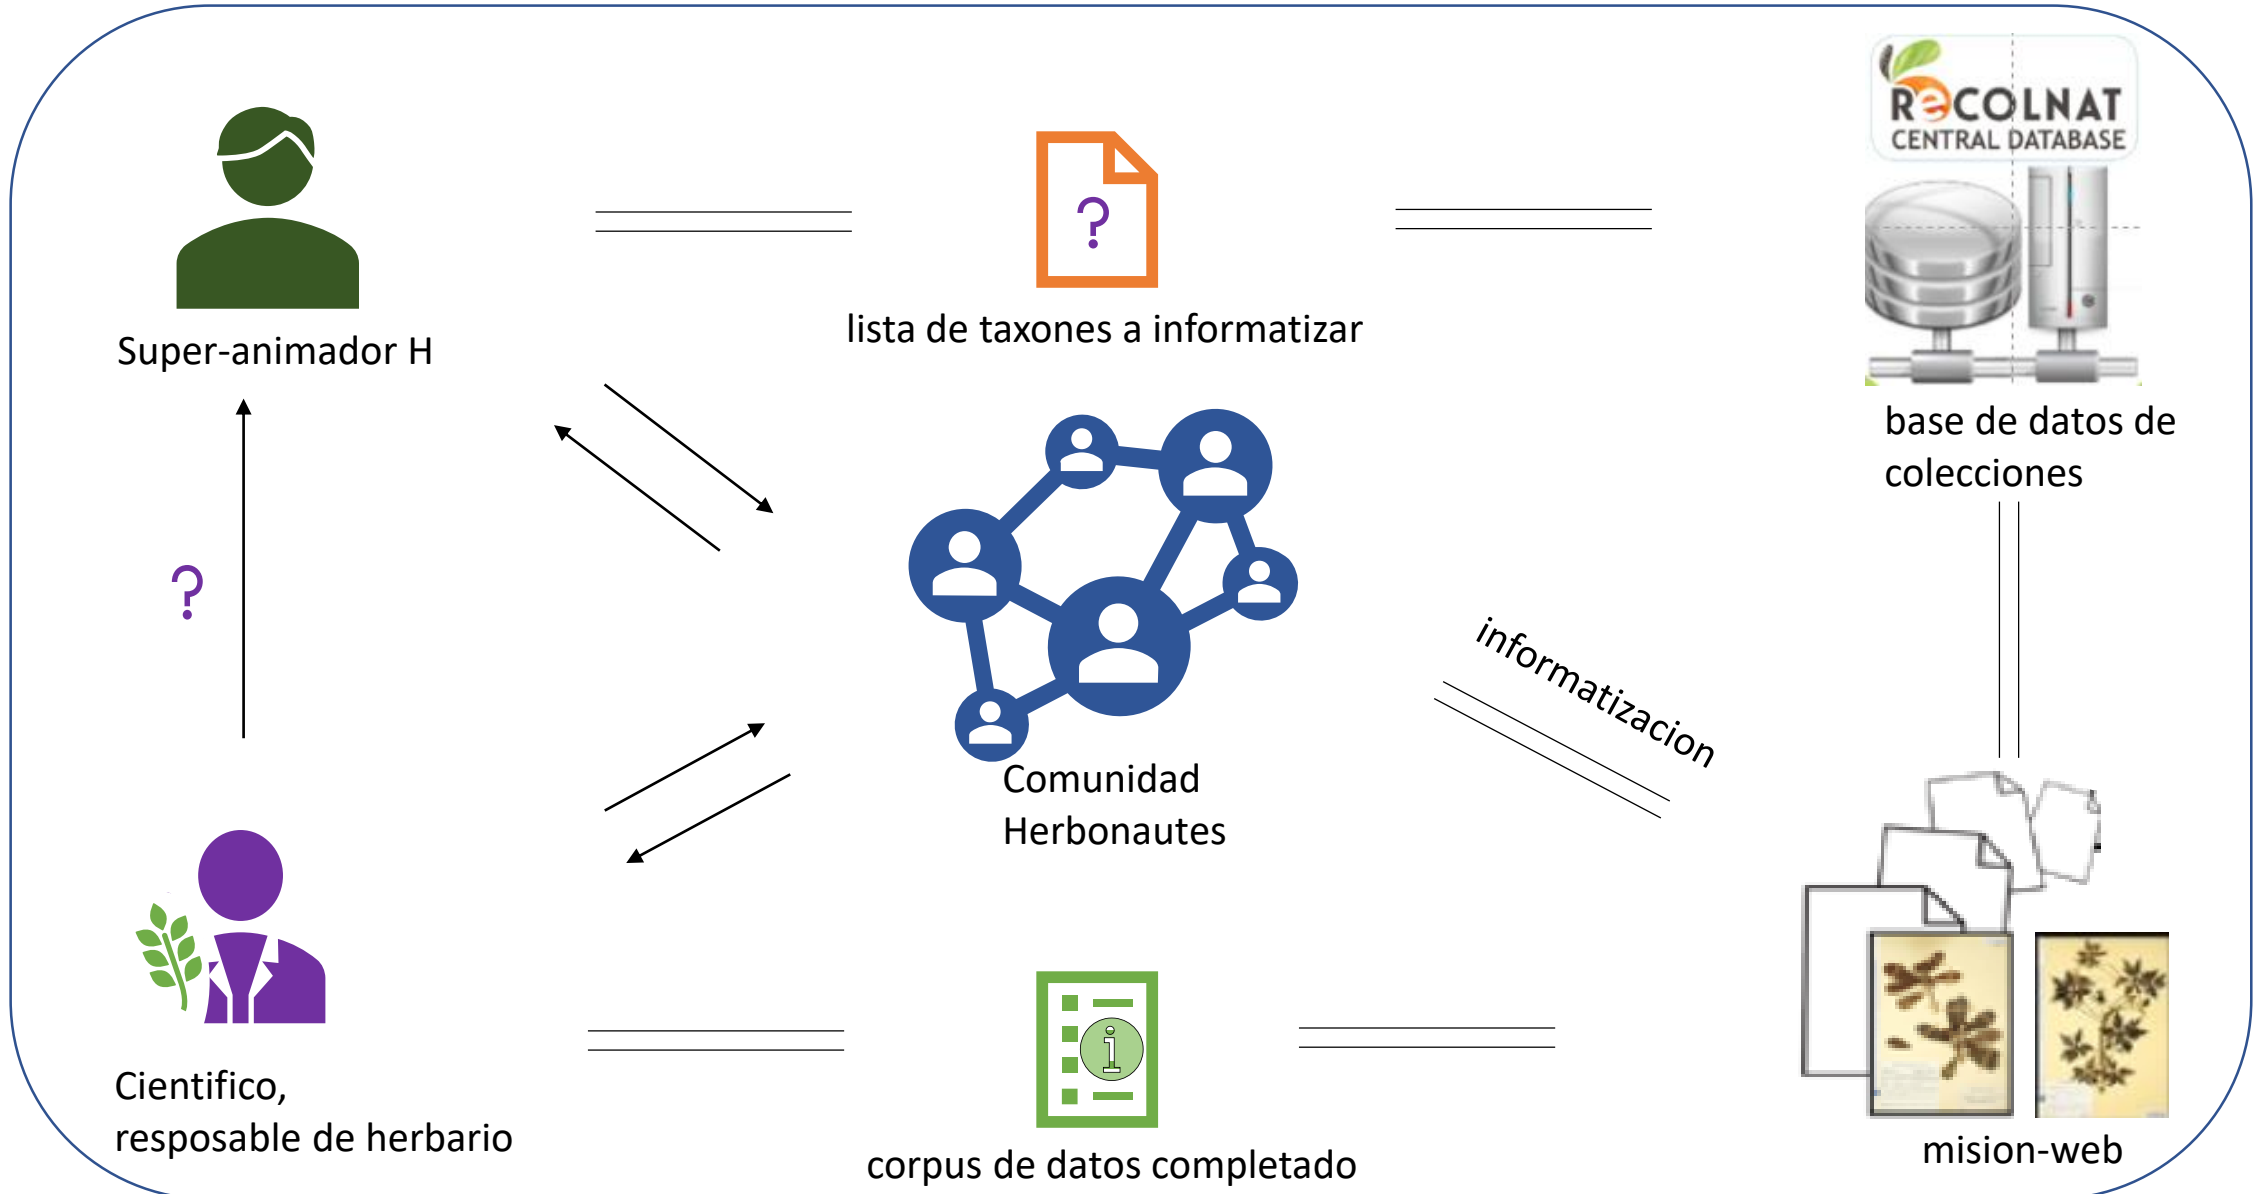 RECOLNAT
CENTRAL DATABASE
?
Super-animador H
lista de taxones a informatizar
base de datos de
colecciones
?
informatizacion
Comunidad
Herbonautes
i
Cientifico,
resposable de herbario
corpus de datos completado
mision-web